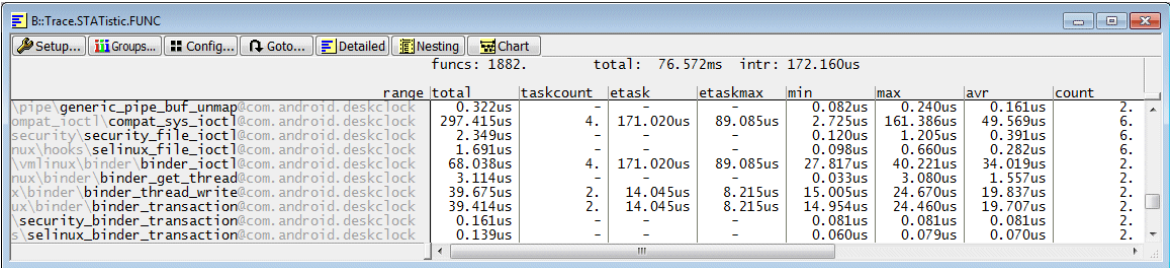 B::Trace.STATistic.FUNC
Setup... Groups... Config... Goto... Detailed Nesting Chart
funcs: 1882. total: 76.572ms intr: 172.160us
range total taskcount etask etaskmax min max avr count
\pipe\generic_pipe_buf_unmap@com.android.deskclock 0.322us - - - 0.082us 0.240us 0.161us 2.
ompat_ioctl\compat_sys_ioctl@com.android.deskclock 297.415us 4. 171.020us 89.085us 2.725us 161.386us 49.569us 6.
security\security_file_ioctl@com.android.deskclock 2.349us - - - 0.120us 1.205us 0.391us 6.
nux\hooks\selinux_file_ioctl@com.android.deskclock 1.691us - - - 0.098us 0.660us 0.282us 6.
\vmlinux\binder\binder_ioctl@com.android.deskclock 68.038us 4. 171.020us 89.085us 27.817us 40.221us 34.019us 2.
nux\binder\binder_get_thread@com.android.deskclock 3.114us - - - 0.033us 3.080us 1.557us 2.
x\binder\binder_thread_write@com.android.deskclock 39.675us 2. 14.045us 8.215us 15.005us 24.670us 19.837us 2.
ux\binder\binder_transaction@com.android.deskclock 39.414us 2. 14.045us 8.215us 14.954us 24.460us 19.707us 2.
\security_binder_transaction@com.android.deskclock 0.161us - - - 0.081us 0.081us 0.081us 2.
s\selinux_binder_transaction@com.android.deskclock 0.139us - - - 0.060us 0.079us 0.070us 2.